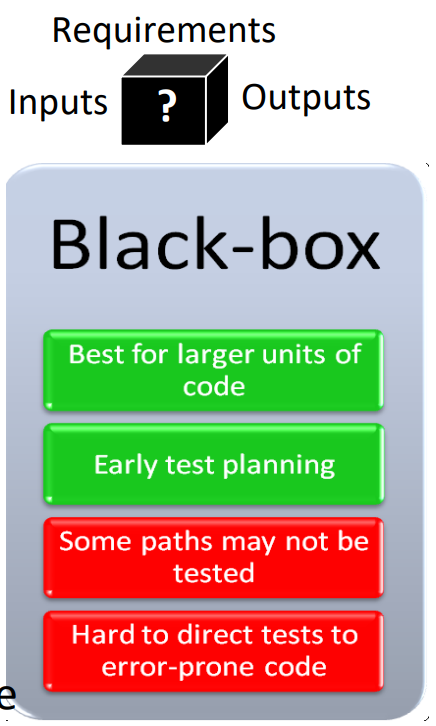 Requirements
Inputs ? Outputs
Black-box
Best for larger units of
code
Early test planning
Some paths may not be
tested
Hard to direct tests to
error-prone code
e